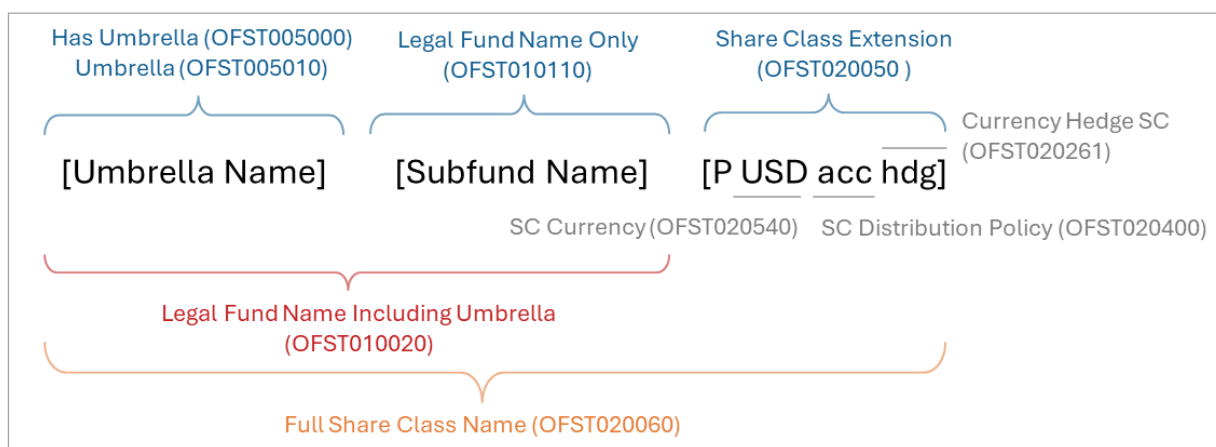 Has Umbrella (OFST005000)
Umbrella (OFST005010)
Legal Fund Name Only
(OFST010110)
Share Class Extension
(OFST020050 )
Currency Hedge SC
(OFST020261)
[Umbrella Name]
[Subfund Name]
[P USD acc hdg]
SC Currency (OFST020540)
SC Distribution Policy (OFST020400)
Legal Fund Name Including Umbrella
(OFST010020)
Full Share Class Name (OFST020060)